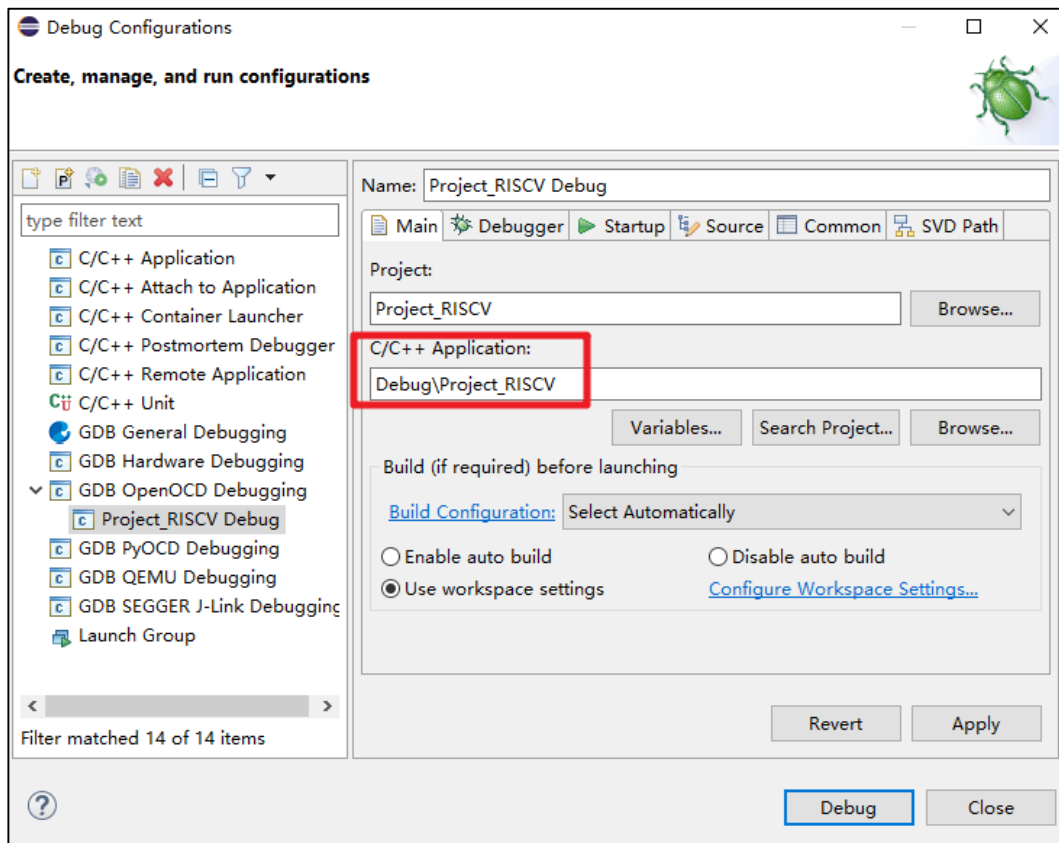 Debug Configurations
Create, manage, and run configurations
type filter text
C/C++ Application
C/C++ Attach to Application
C/C++ Container Launcher
C/C++ Postmortem Debugger
C/C++ Remote Application
C/C++ Unit
GDB General Debugging
GDB Hardware Debugging
GDB OpenOCD Debugging
Project_RISCV Debug
GDB PyOCD Debugging
GDB QEMU Debugging
GDB SEGGER J-Link Debugging
Launch Group
Filter matched 14 of 14 items
Name: Project_RISCV Debug
Main Debugger Startup Source Common SVD Path
Project:
Project_RISCV Browse...
C/C++ Application:
Debug\Project_RISCV
Variables... Search Project... Browse...
Build (if required) before launching
Build Configuration: Select Automatically
Enable auto build Disable auto build
Use workspace settings Configure Workspace Settings...
Revert Apply
Debug Close